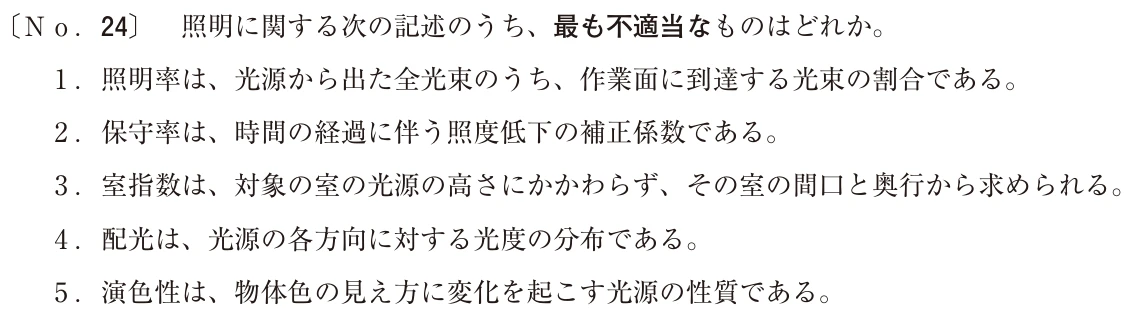 〔Ｎｏ．24〕　照明に関する次の記述のうち、最も不適当なものはどれか。
１．照明率は、光源から出た全光束のうち、作業面に到達する光束の割合である。
２．保守率は、時間の経過に伴う照度低下の補正係数である。
３．室指数は、対象の室の光源の高さにかかわらず、その室の間口と奥行から求められる。
４．配光は、光源の各方向に対する光度の分布である。
５．演色性は、物体色の見え方に変化を起こす光源の性質である。